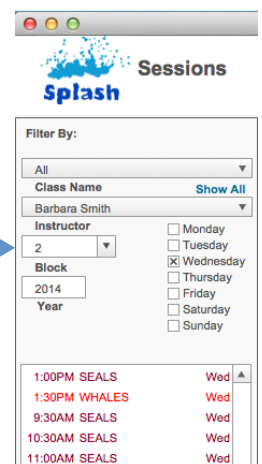 Splash
Sessions
Filter By:
All
Class Name
Show All
Barbara Smith
Instructor
2
Block
2014
Year
Monday
Tuesday
Wednesday
Thursday
Friday
Saturday
Sunday
1:00PM SEALS Wed
1:30PM WHALES Wed
9:30AM SEALS Wed
10:30AM SEALS Wed
11:00AM SEALS Wed